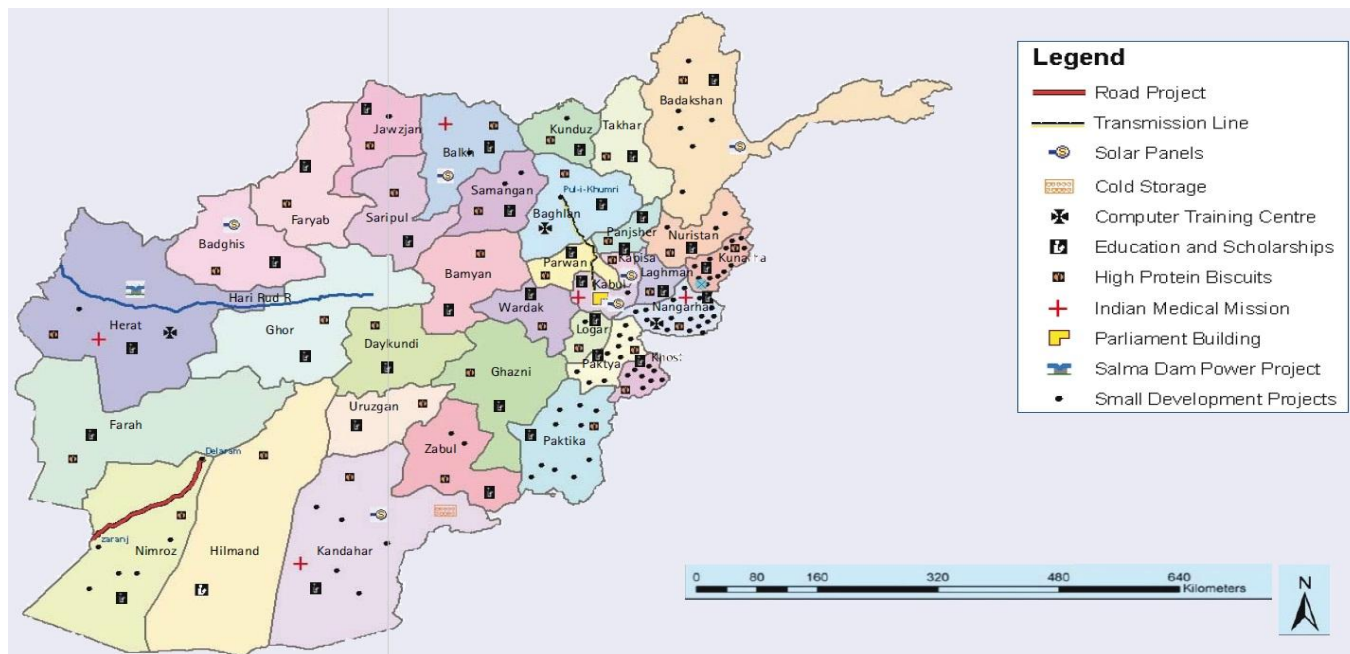 Legend
Road Project
Transmission Line
Solar Panels
Cold Storage
Computer Training Centre
Education and Scholarships
High Protein Biscuits
Indian Medical Mission
Parliament Building
Salma Dam Power Project
Small Development Projects
Badakshan
Jawzjan
Kunduz
Takhar
Balkh
Samangan
Pul-i-Khumri
Faryab
Saripul
Baghlan
Panjsher
Nuristan
Badghis
Kapisa
Bamyan
Parwan
Laghman
Kabul
Hari Rud R
Wardak
Herat
Ghor
Logar
Daykundi
Paktya
Ghazni
Uruzgan
Farah
Zabul
Paktika
Delaram
zaranj
Nimroz
Hilmand
Kandahar
0 80 160 320 480 640
Kilometers
N